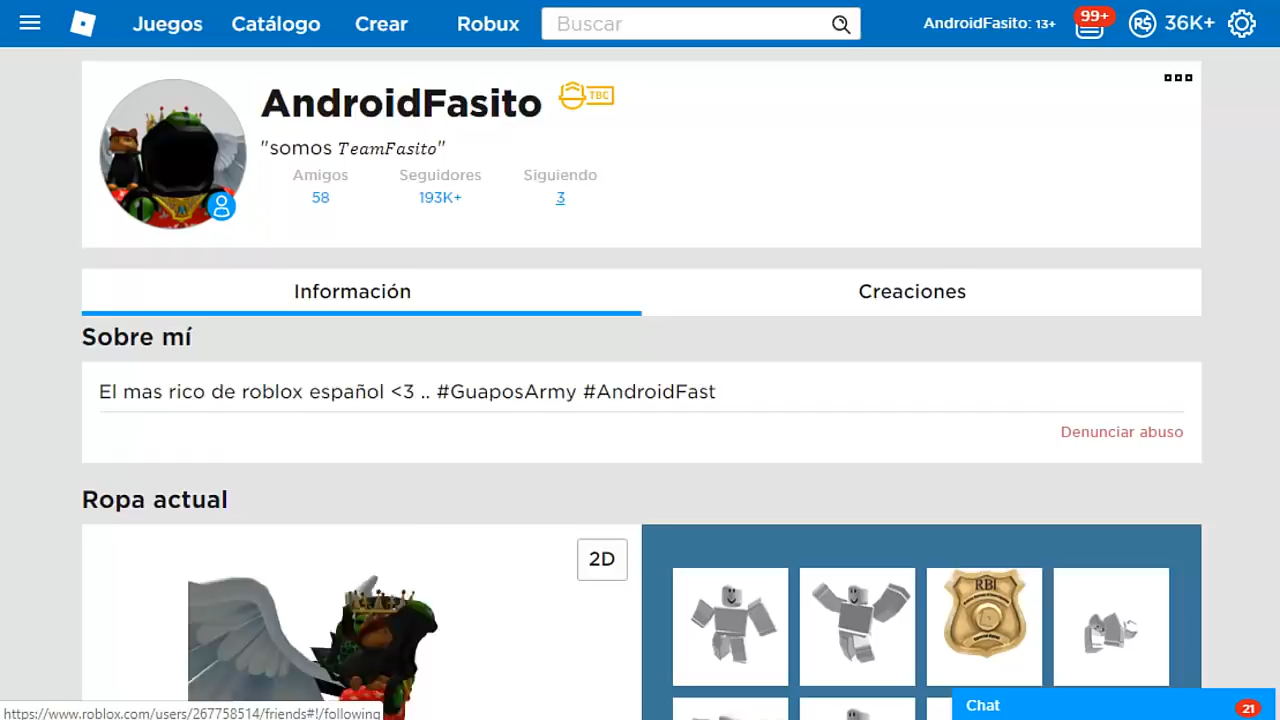 Juegos Catálogo Crear Robux Buscar AndroidFasito: 13+ 99+ R$ 36K+
AndroidFasito TBC
"somos TeamFasito"
Amigos Seguidores Siguiendo
58 193K+ 3
Información Creaciones
Sobre mí
El mas rico de roblox español <3 .. #GuaposArmy #AndroidFast
Denunciar abuso
Ropa actual
2D
RBI
https://www.roblox.com/users/267758514/friends#!/following
Chat 21